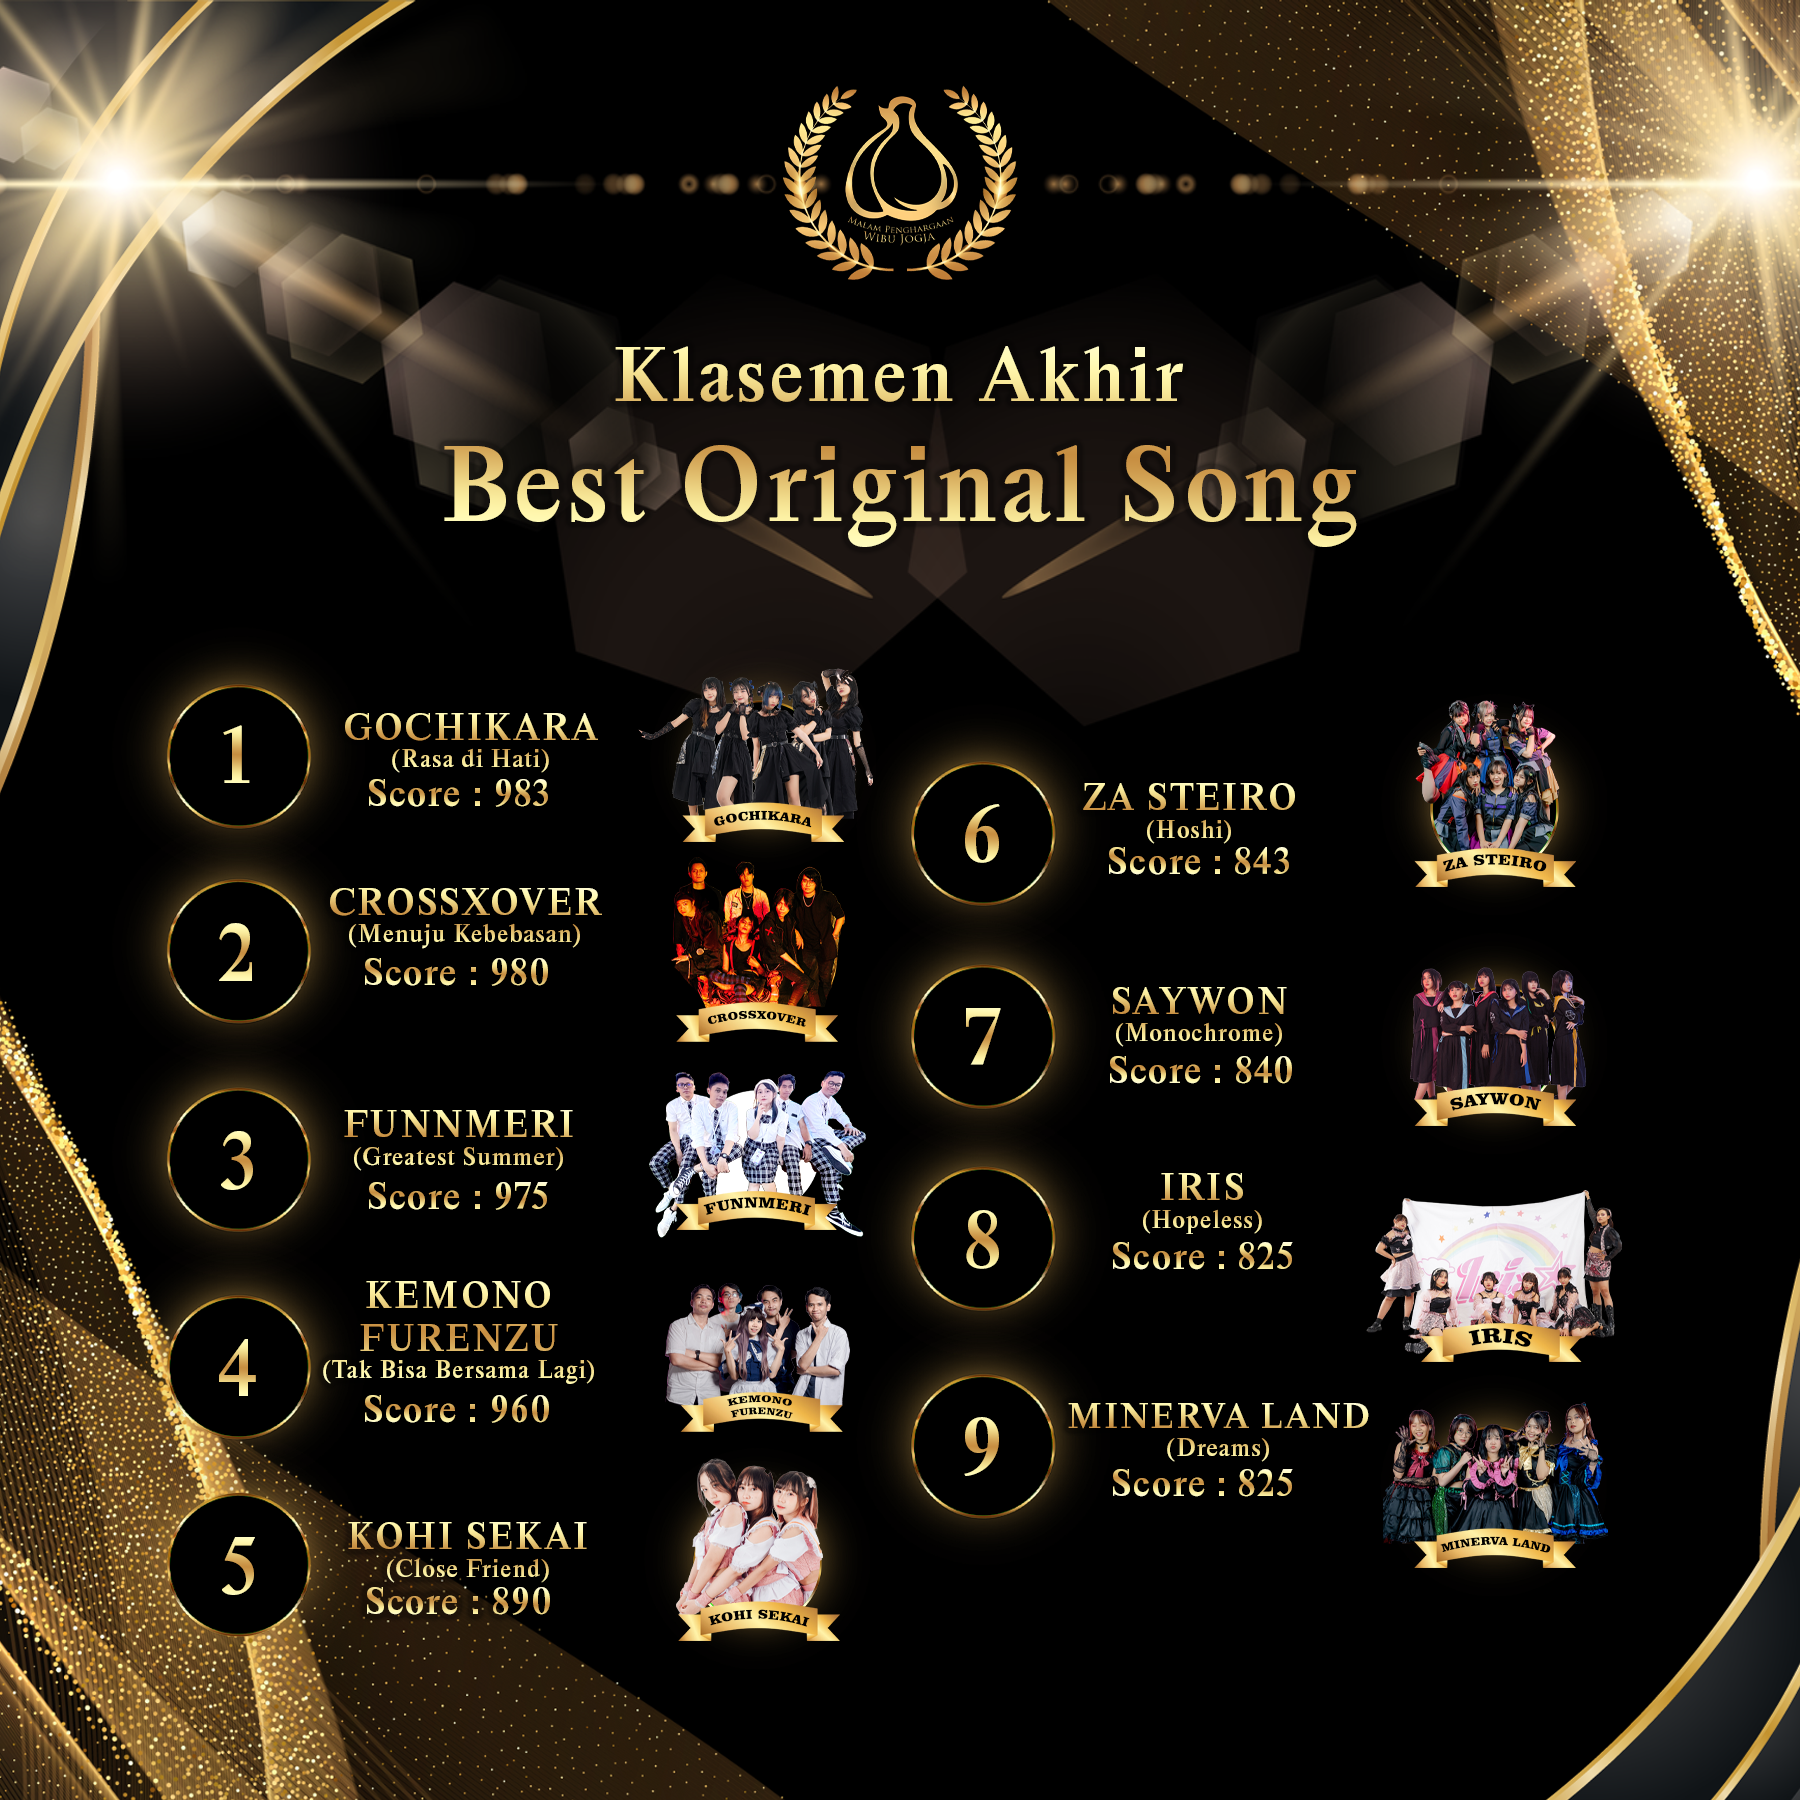 Malam Penghargaan
Wibu Jogja
Klasemen Akhir
Best Original Song
1
GOCHIKARA
(Rasa di Hati)
Score : 983
GOCHIKARA
2
CROSSXOVER
(Menuju Kebebasan)
Score : 980
CROSSXOVER
3
FUNNMERI
(Greatest Summer)
Score : 975
FUNNMERI
4
KEMONO
FURENZU
(Tak Bisa Bersama Lagi)
Score : 960
KEMONO
FURENZU
5
KOHI SEKAI
(Close Friend)
Score : 890
KOHI SEKAI
6
ZA STEIRO
(Hoshi)
Score : 843
ZA STEIRO
7
SAYWON
(Monochrome)
Score : 840
SAYWON
8
IRIS
(Hopeless)
Score : 825
IRIS
9
MINERVA LAND
(Dreams)
Score : 825
MINERVA LAND